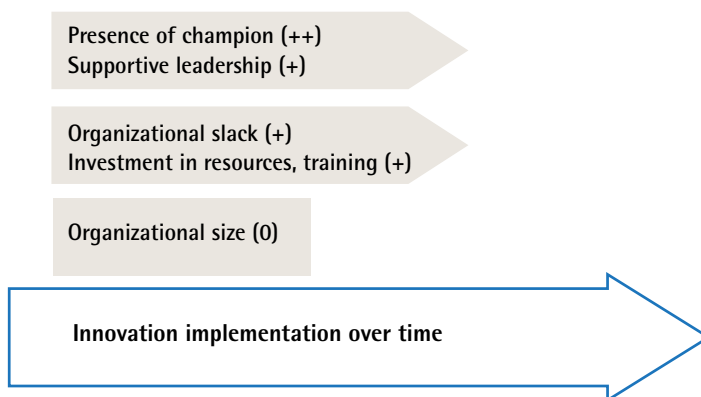 Presence of champion (++)
Supportive leadership (+)
Organizational slack (+)
Investment in resources, training (+)
Organizational size (0)
Innovation implementation over time